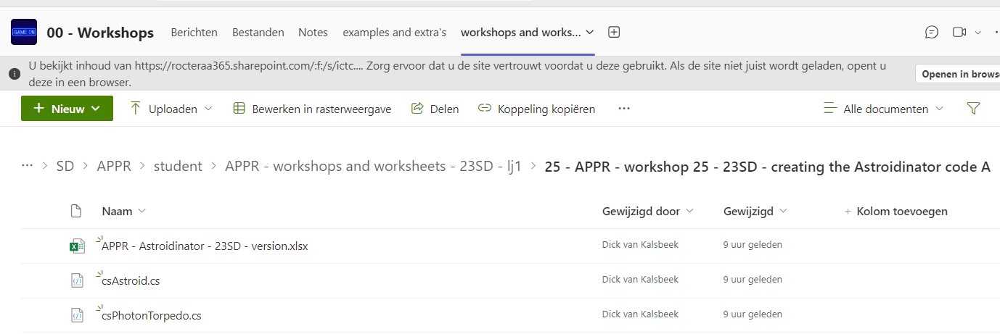 GAME ON
00 - Workshops
Berichten
Bestanden
Notes
examples and extra's
workshops and works...
U bekijkt inhoud van https://rocteraa365.sharepoint.com/:f:/s/ictc.... Zorg ervoor dat u de site vertrouwt voordat u deze gebruikt. Als de site niet juist wordt geladen, opent u
deze in een browser.
Openen in brows
+ Nieuw
Uploaden
Bewerken in rasterweergave
Delen
Koppeling kopiëren
...
Alle documenten
... > SD > APPR > student > APPR - workshops and worksheets - 23SD - lj1 > 25 - APPR - workshop 25 - 23SD - creating the Astroidinator code A
Naam
Gewijzigd door
Gewijzigd
+ Kolom toevoegen
APPR - Astroidinator - 23SD - version.xlsx
Dick van Kalsbeek
9 uur geleden
csAstroid.cs
Dick van Kalsbeek
9 uur geleden
csPhotonTorpedo.cs
Dick van Kalsbeek
9 uur geleden